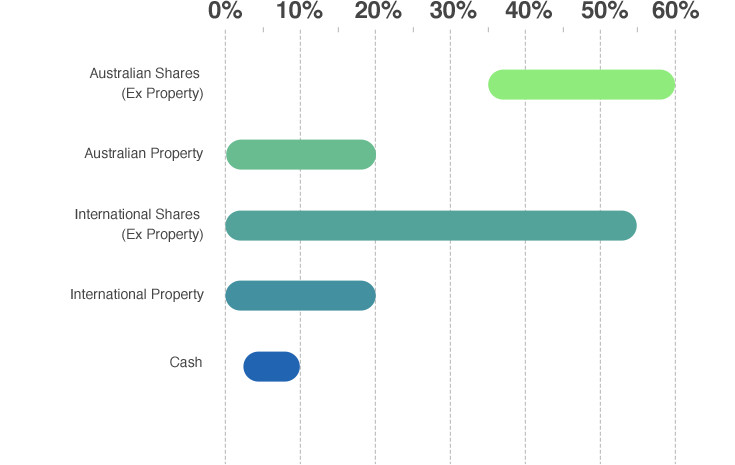 0% 10% 20% 30% 40% 50% 60%
Australian Shares
(Ex Property)
Australian Property
International Shares
(Ex Property)
International Property
Cash